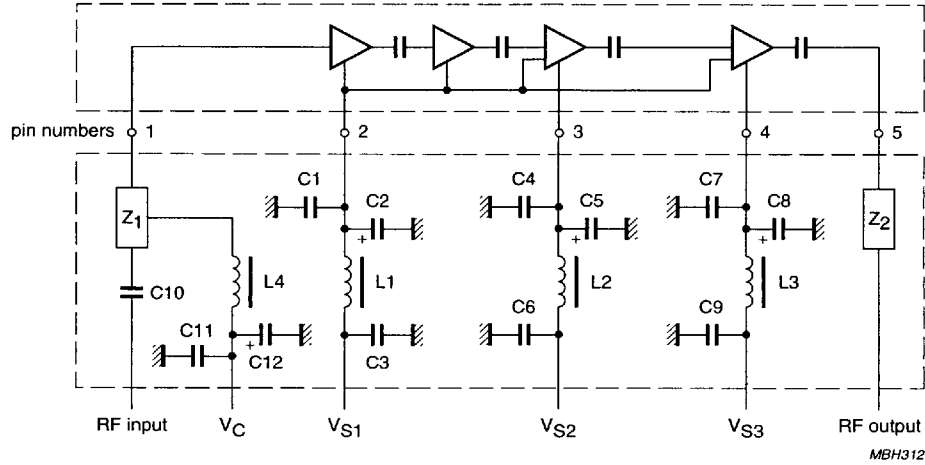 pin numbers 1 2 3 4 5
C1 C4 C7
Z1 C2 C5 C8 Z2
+ + +
L4 L1 L2 L3
C10
C11 C6 C9
+ C12 C3
RF input VC VS1 VS2 VS3 RF output
MBH312